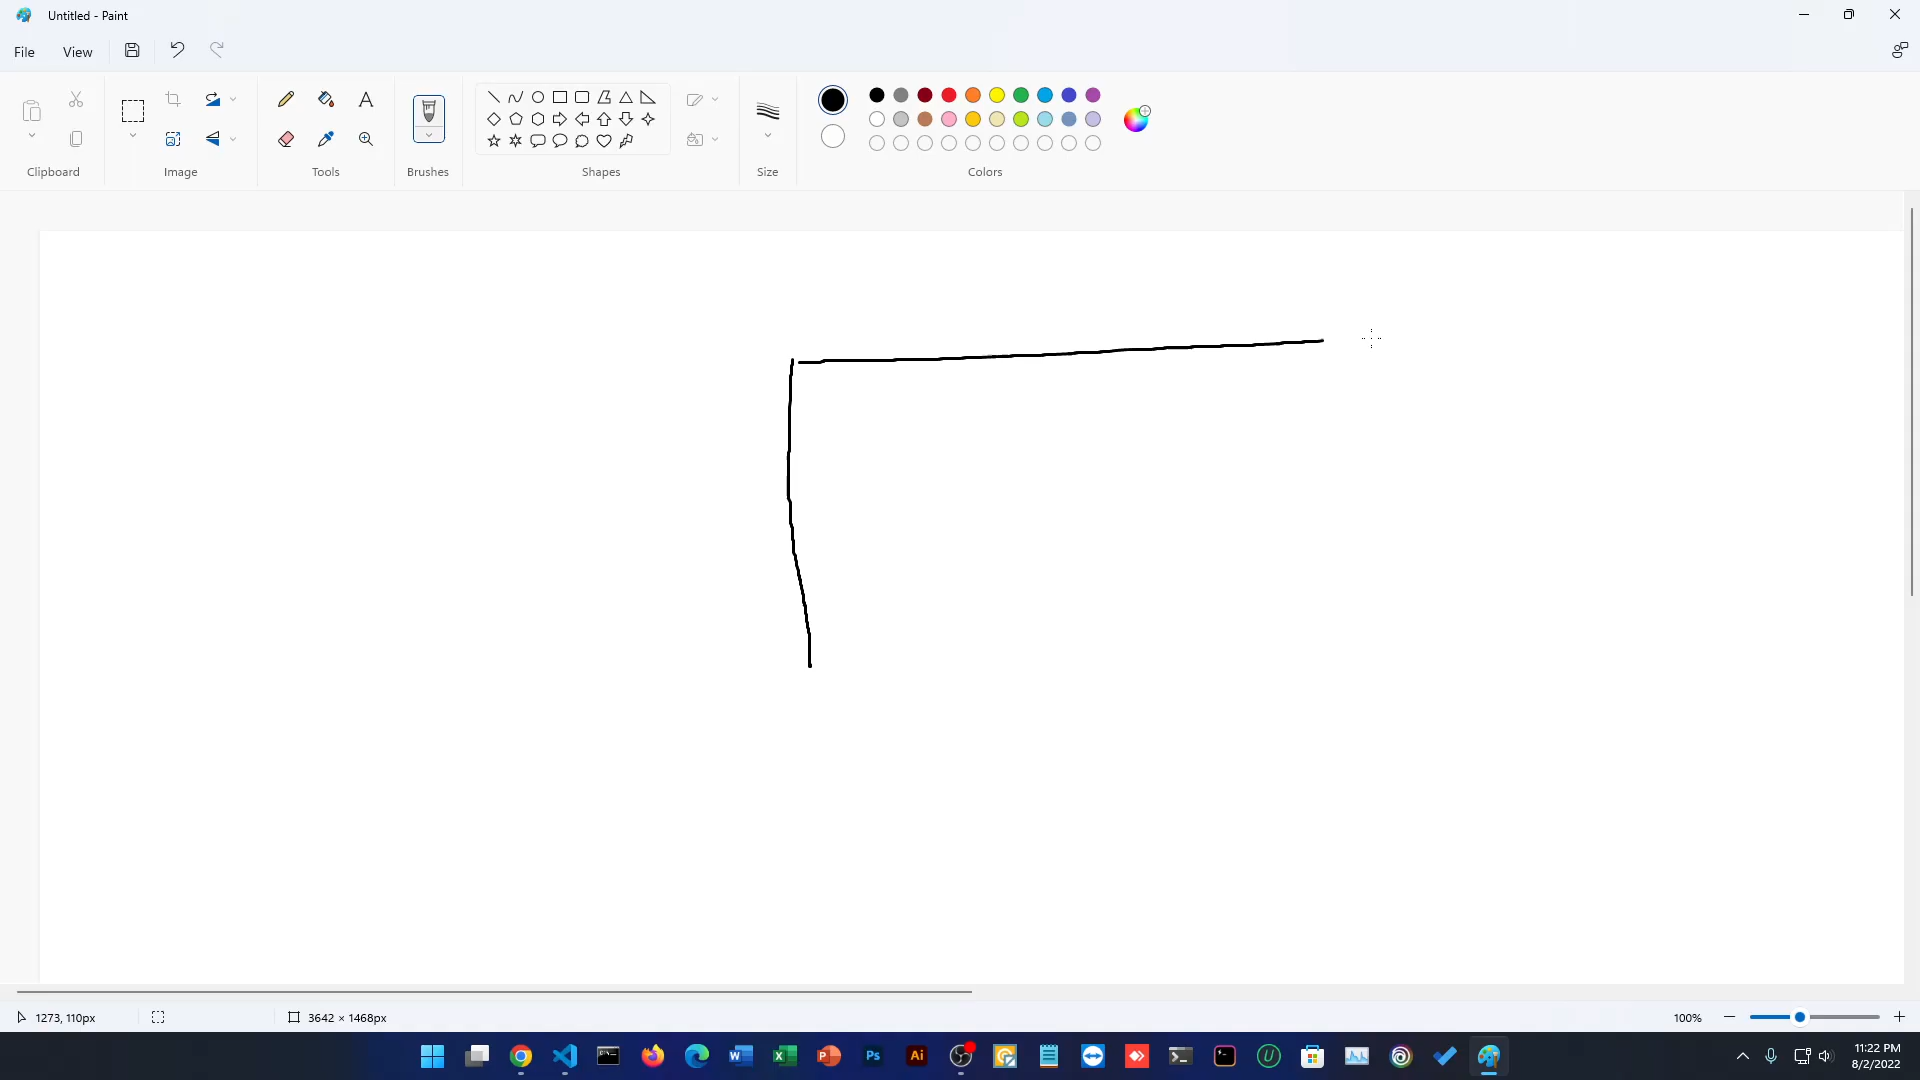 Untitled - Paint
File View
Clipboard Image Tools Brushes Shapes Size Colors
1273, 110px 3642 × 1468px 100%
11:22 PM
8/2/2022